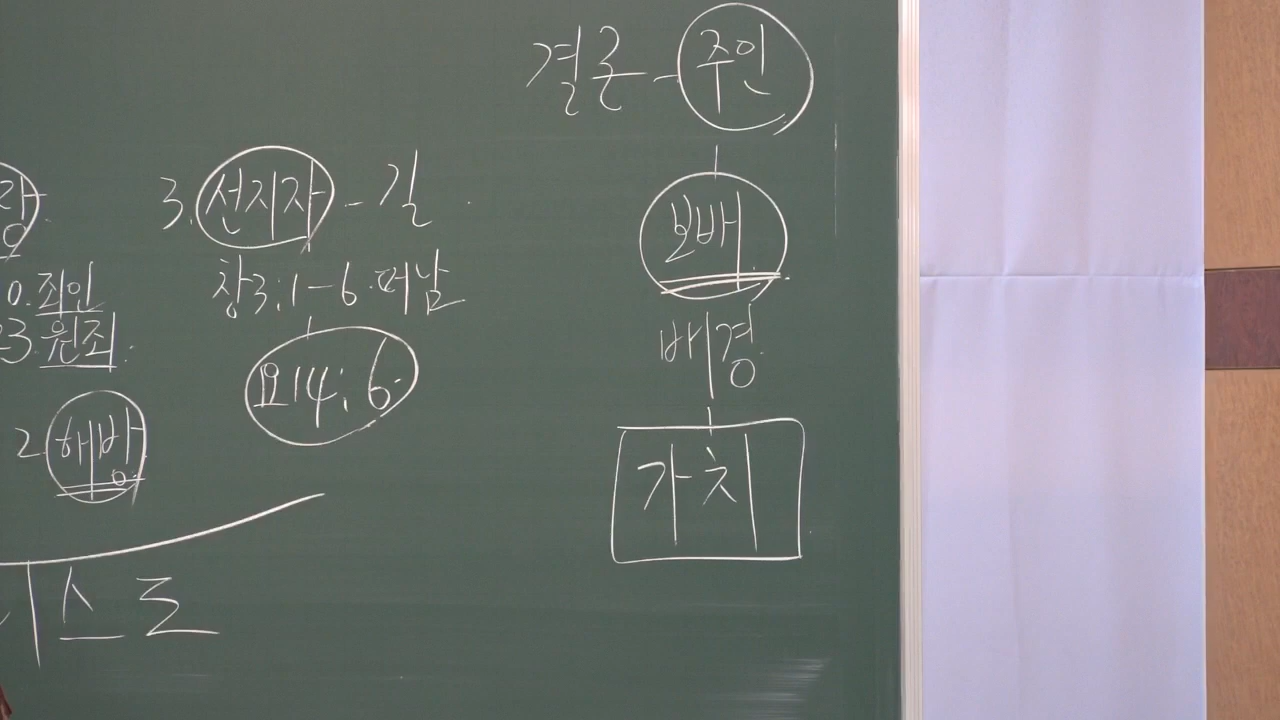 결론 - 주인
보배
배경
가치
3. 선지자 - 길
창3:1-6. 떠남
요14:6.
0. 죄인
3. 원죄.
2. 해방
스도